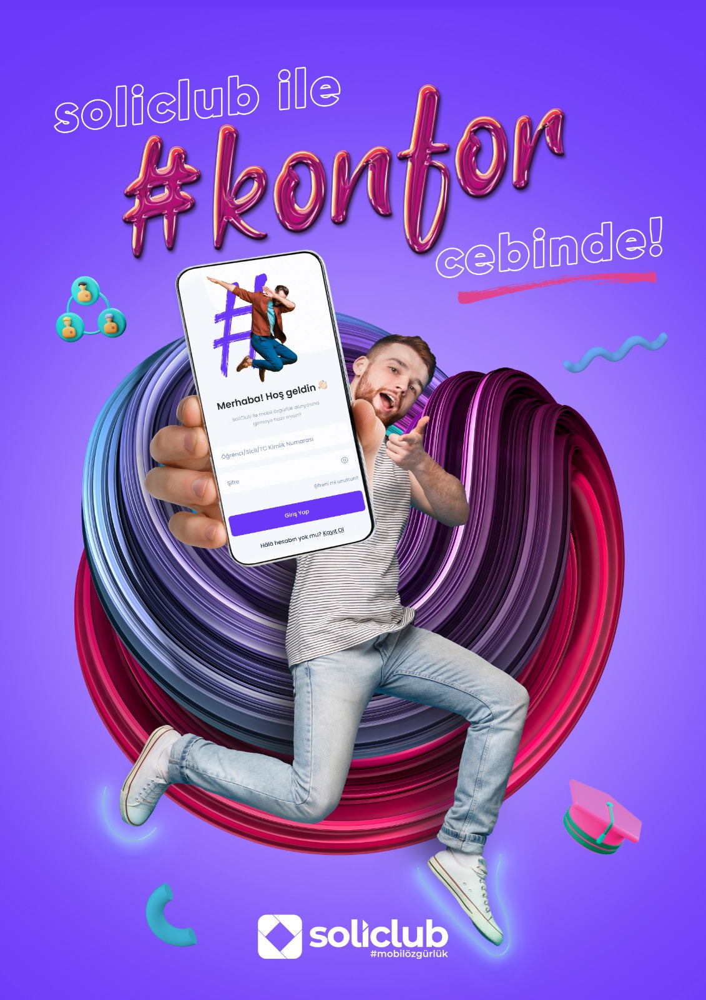 soliclub ile
#konfor
cebinde!
Merhaba! Hoş geldin 👏🏻
SoliClub ile mobil özgürlük dünyasına
girmeye hazır mısın?
Öğrenci/Sicil/TC Kimlik Numarası
Şifre
Şifreni mi unuttun?
Giriş Yap
Hâlâ hesabın yok mu? Kayıt Ol
soliclub
#mobilözgürlük